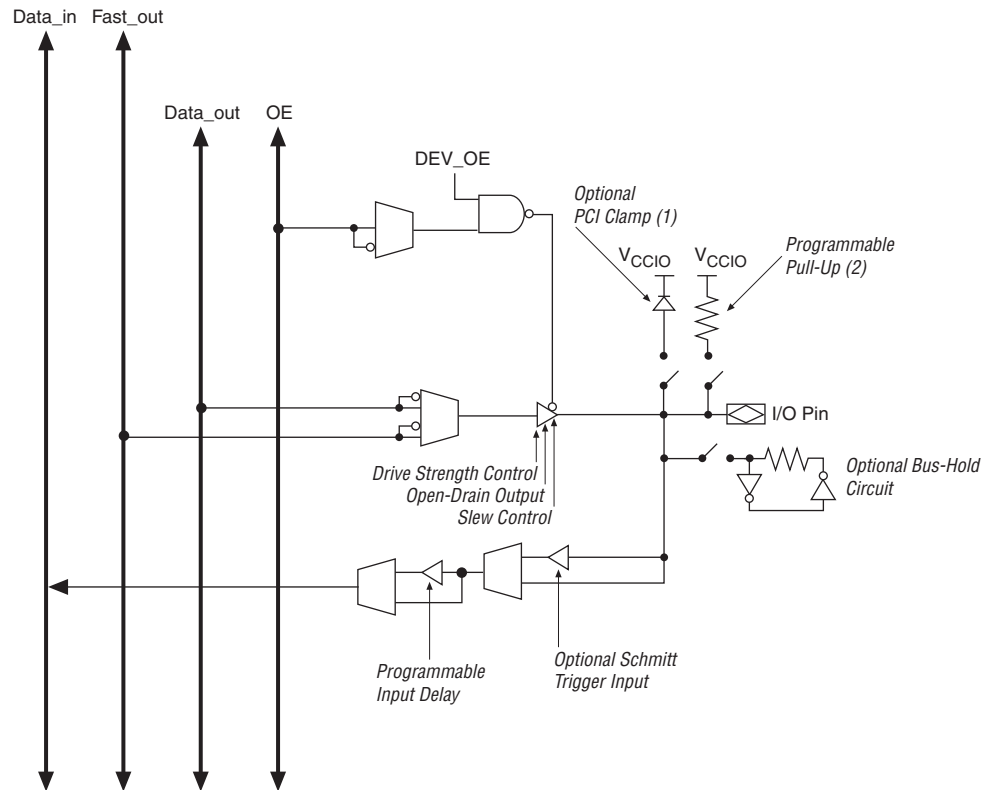 Data_in Fast_out
Data_out OE
DEV_OE
Optional
PCI Clamp (1)
Programmable
Pull-Up (2)
VCCIO VCCIO
I/O Pin
Drive Strength Control
Open-Drain Output
Slew Control
Optional Bus-Hold
Circuit
Programmable
Input Delay
Optional Schmitt
Trigger Input